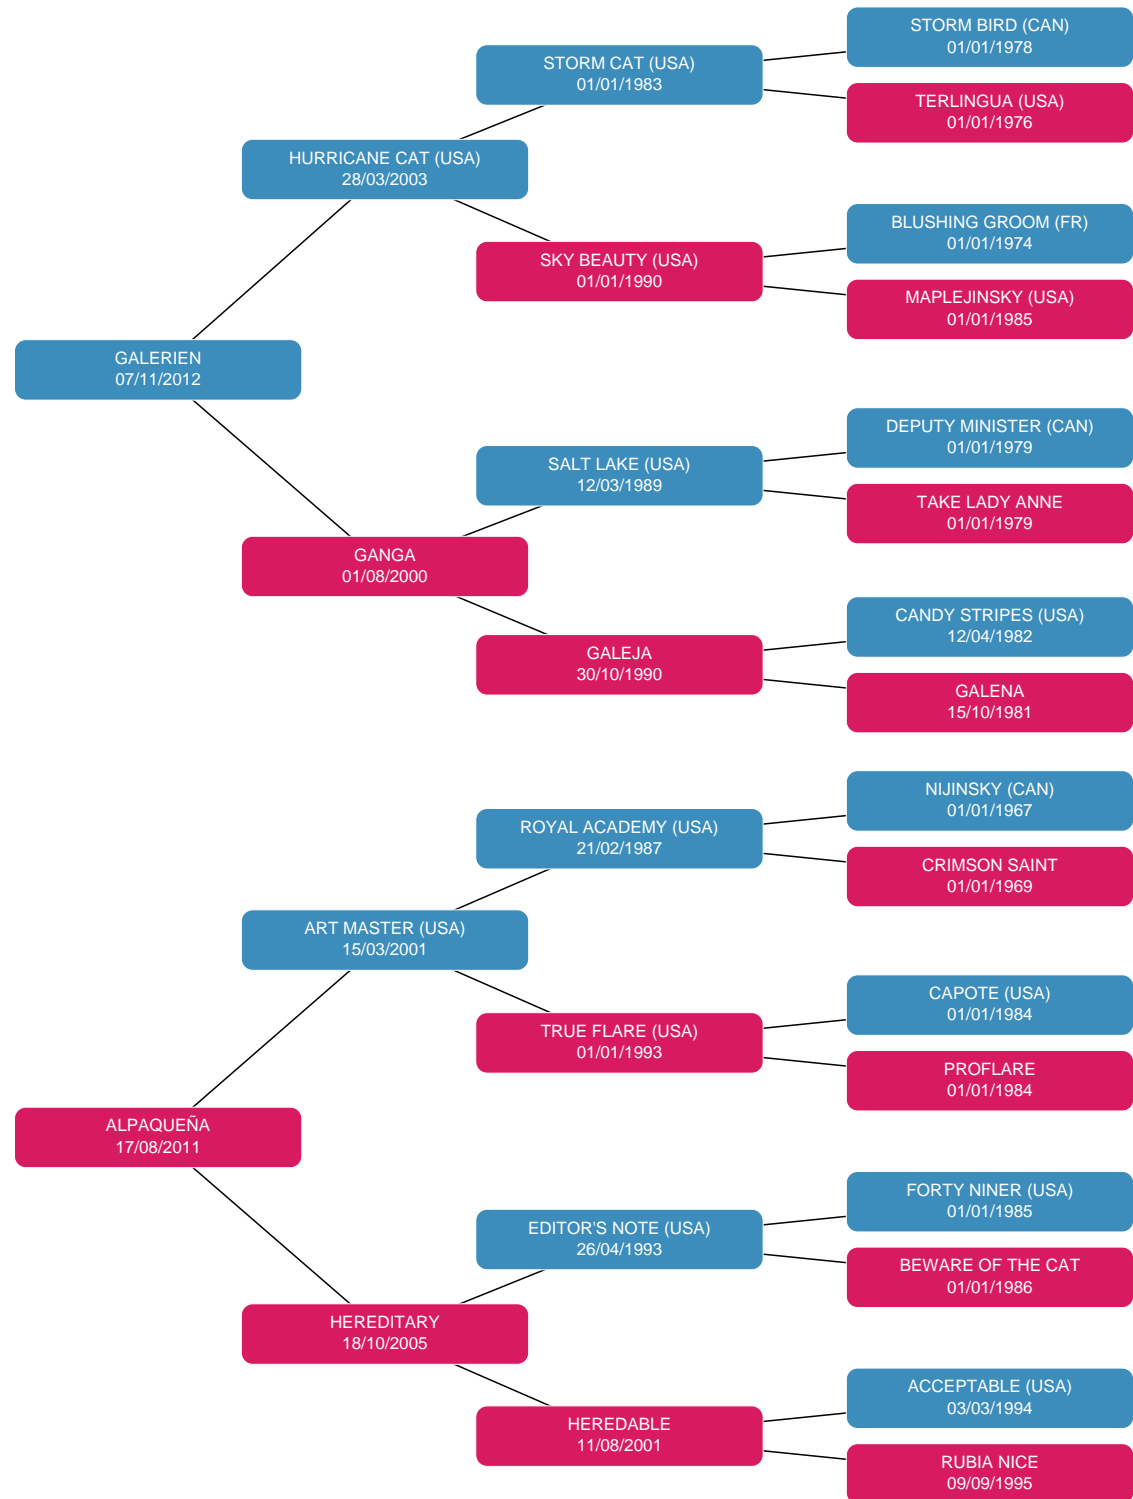 STORM BIRD (CAN)
01/01/1978
STORM CAT (USA)
01/01/1983
TERLINGUA (USA)
01/01/1976
HURRICANE CAT (USA)
28/03/2003
BLUSHING GROOM (FR)
01/01/1974
SKY BEAUTY (USA)
01/01/1990
MAPLEJINSKY (USA)
01/01/1985
GALERIEN
07/11/2012
DEPUTY MINISTER (CAN)
01/01/1979
SALT LAKE (USA)
12/03/1989
TAKE LADY ANNE
01/01/1979
GANGA
01/08/2000
CANDY STRIPES (USA)
12/04/1982
GALEJA
30/10/1990
GALENA
15/10/1981
NIJINSKY (CAN)
01/01/1967
ROYAL ACADEMY (USA)
21/02/1987
CRIMSON SAINT
01/01/1969
ART MASTER (USA)
15/03/2001
CAPOTE (USA)
01/01/1984
TRUE FLARE (USA)
01/01/1993
PROFLARE
01/01/1984
ALPAQUEÑA
17/08/2011
FORTY NINER (USA)
01/01/1985
EDITOR'S NOTE (USA)
26/04/1993
BEWARE OF THE CAT
01/01/1986
HEREDITARY
18/10/2005
ACCEPTABLE (USA)
03/03/1994
HEREDABLE
11/08/2001
RUBIA NICE
09/09/1995